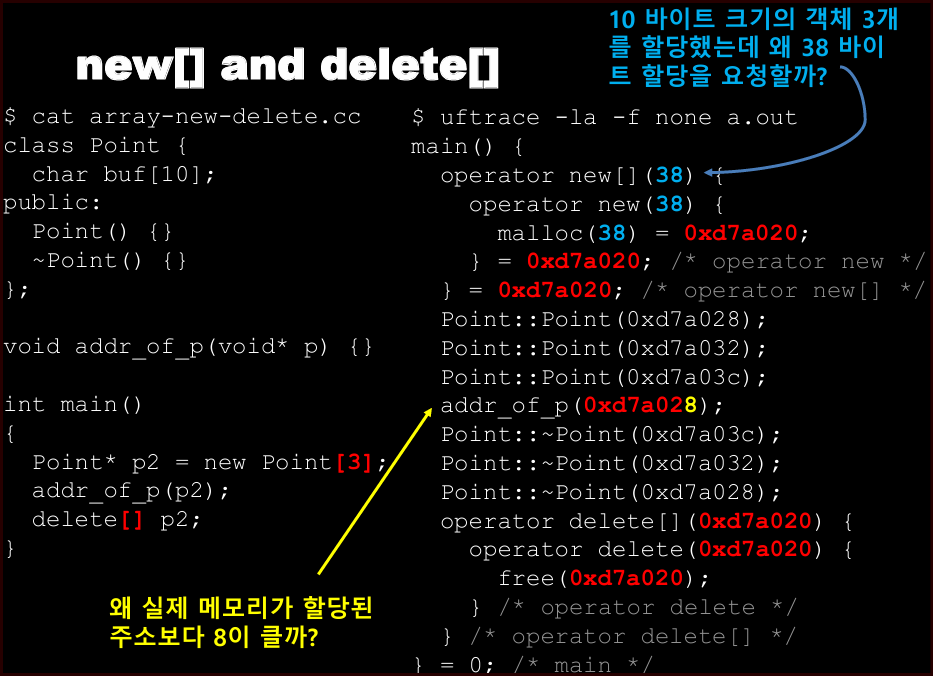 10 바이트 크기의 객체 3개
를 할당했는데 왜 38 바이
트 할당을 요청할까?
new[] and delete[]
$ cat array-new-delete.cc
class Point {
  char buf[10];
public:
  Point() {}
  ~Point() {}
};
void addr_of_p(void* p) {}
int main()
{
  Point* p2 = new Point[3];
  addr_of_p(p2);
  delete[] p2;
}
왜 실제 메모리가 할당된
주소보다 8이 클까?
$ uftrace -la -f none a.out
main() {
  operator new[](38) {
    operator new(38) {
      malloc(38) = 0xd7a020;
    } = 0xd7a020; /* operator new */
  } = 0xd7a020; /* operator new[] */
  Point::Point(0xd7a028);
  Point::Point(0xd7a032);
  Point::Point(0xd7a03c);
  addr_of_p(0xd7a028);
  Point::~Point(0xd7a03c);
  Point::~Point(0xd7a032);
  Point::~Point(0xd7a028);
  operator delete[](0xd7a020) {
    operator delete(0xd7a020) {
      free(0xd7a020);
    } /* operator delete */
  } /* operator delete[] */
} = 0; /* main */